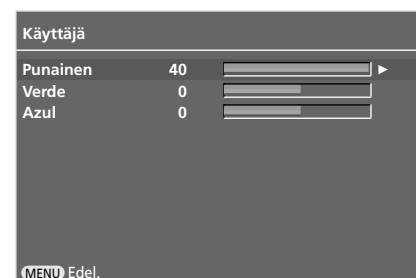 Käyttäjä
Punainen 40
Verde 0
Azul 0
MENU Edel.